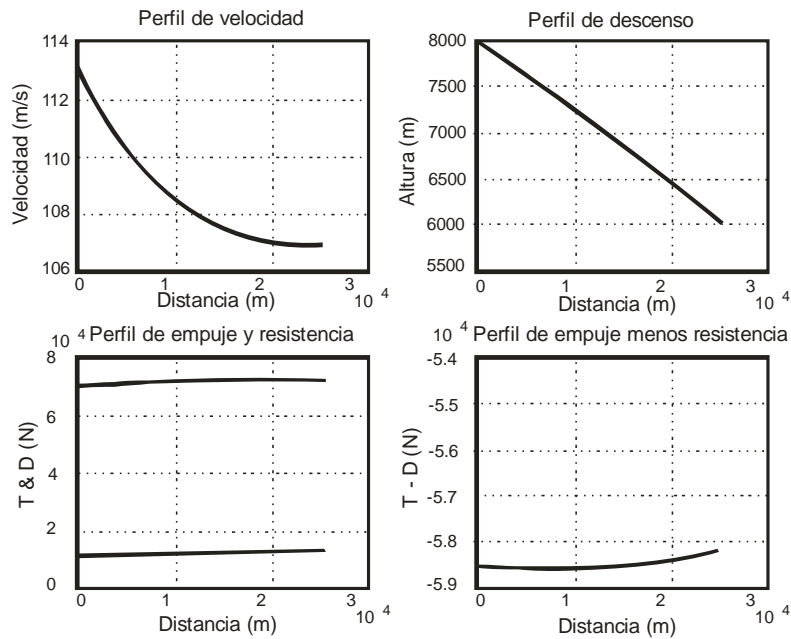 Perfil de velocidad
114
112
110
108
106
Velocidad (m/s)
0 1 2 3
10 4
Distancia (m)
Perfil de descenso
8000
7500
7000
6500
6000
5500
Altura (m)
0 1 2 3
10 4
Distancia (m)
10 4 Perfil de empuje y resistencia
8
6
4
2
0
T & D (N)
0 1 2 3
10 4
Distancia (m)
10 4 Perfil de empuje menos resistencia
-5.4
-5.5
-5.6
-5.7
-5.8
-5.9
T - D (N)
0 1 2 3
10 4
Distancia (m)